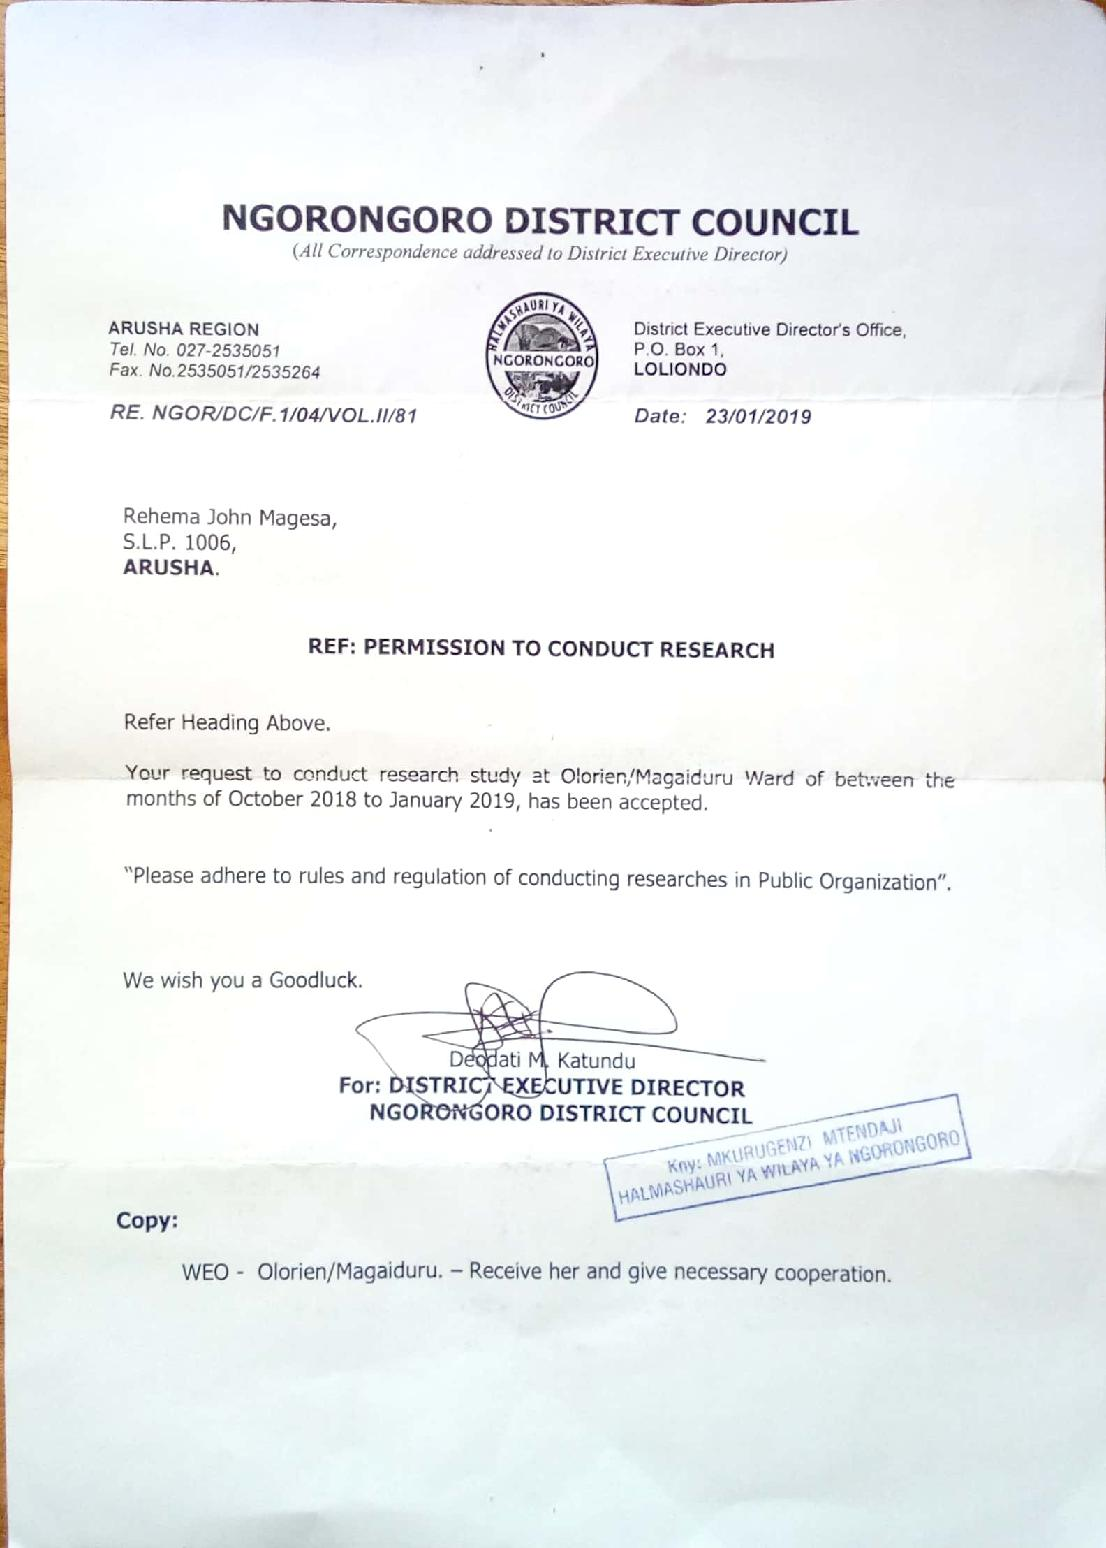 NGORONGORO DISTRICT COUNCIL
(All Correspondence addressed to District Executive Director)
ARUSHA REGION
Tel. No. 027-2535051
Fax. No.2535051/2535264
RE. NGOR/DC/F.1/04/VOL.II/81
HALMASHAURI YA WILAYA
NGORONGORO
DISTRICT COUNCIL
District Executive Director's Office,
P.O. Box 1,
LOLIONDO
Date: 23/01/2019
Rehema John Magesa,
S.L.P. 1006,
ARUSHA.
REF: PERMISSION TO CONDUCT RESEARCH
Refer Heading Above.
Your request to conduct research study at Olorien/Magaiduru Ward of between the
months of October 2018 to January 2019, has been accepted.
“Please adhere to rules and regulation of conducting researches in Public Organization”.
We wish you a Goodluck.
Deodati M. Katundu
For: DISTRICT EXECUTIVE DIRECTOR
NGORONGORO DISTRICT COUNCIL
Kny: MKURUGENZI MTENDAJI
HALMASHAURI YA WILAYA YA NGORONGORO
Copy:
WEO - Olorien/Magaiduru. – Receive her and give necessary cooperation.